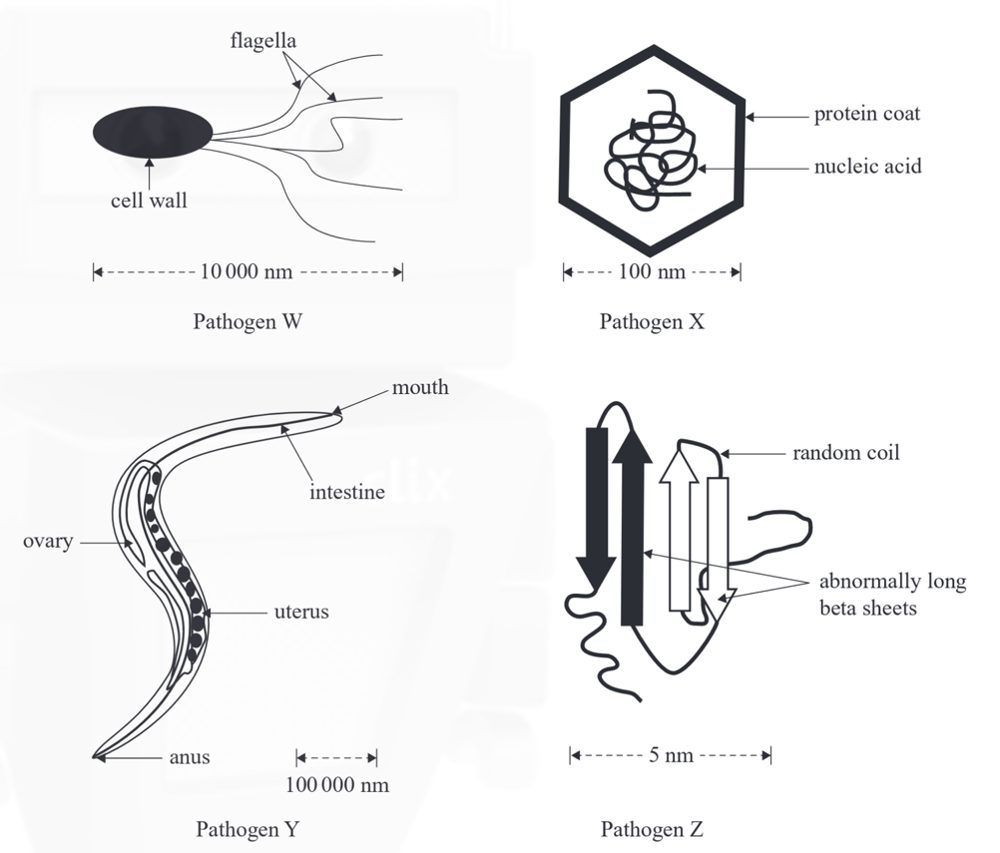 flagella
cell wall
10 000 nm
Pathogen W
protein coat
nucleic acid
100 nm
Pathogen X
mouth
intestine
ovary
uterus
anus
100 000 nm
Pathogen Y
random coil
abnormally long
beta sheets
5 nm
Pathogen Z